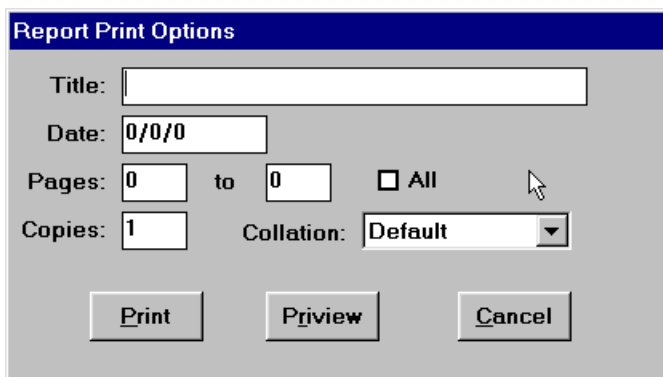 Report Print Options
Title:
Date: 0/0/0
Pages: 0 to 0 All
Copies: 1 Collation: Default
Print Priview Cancel